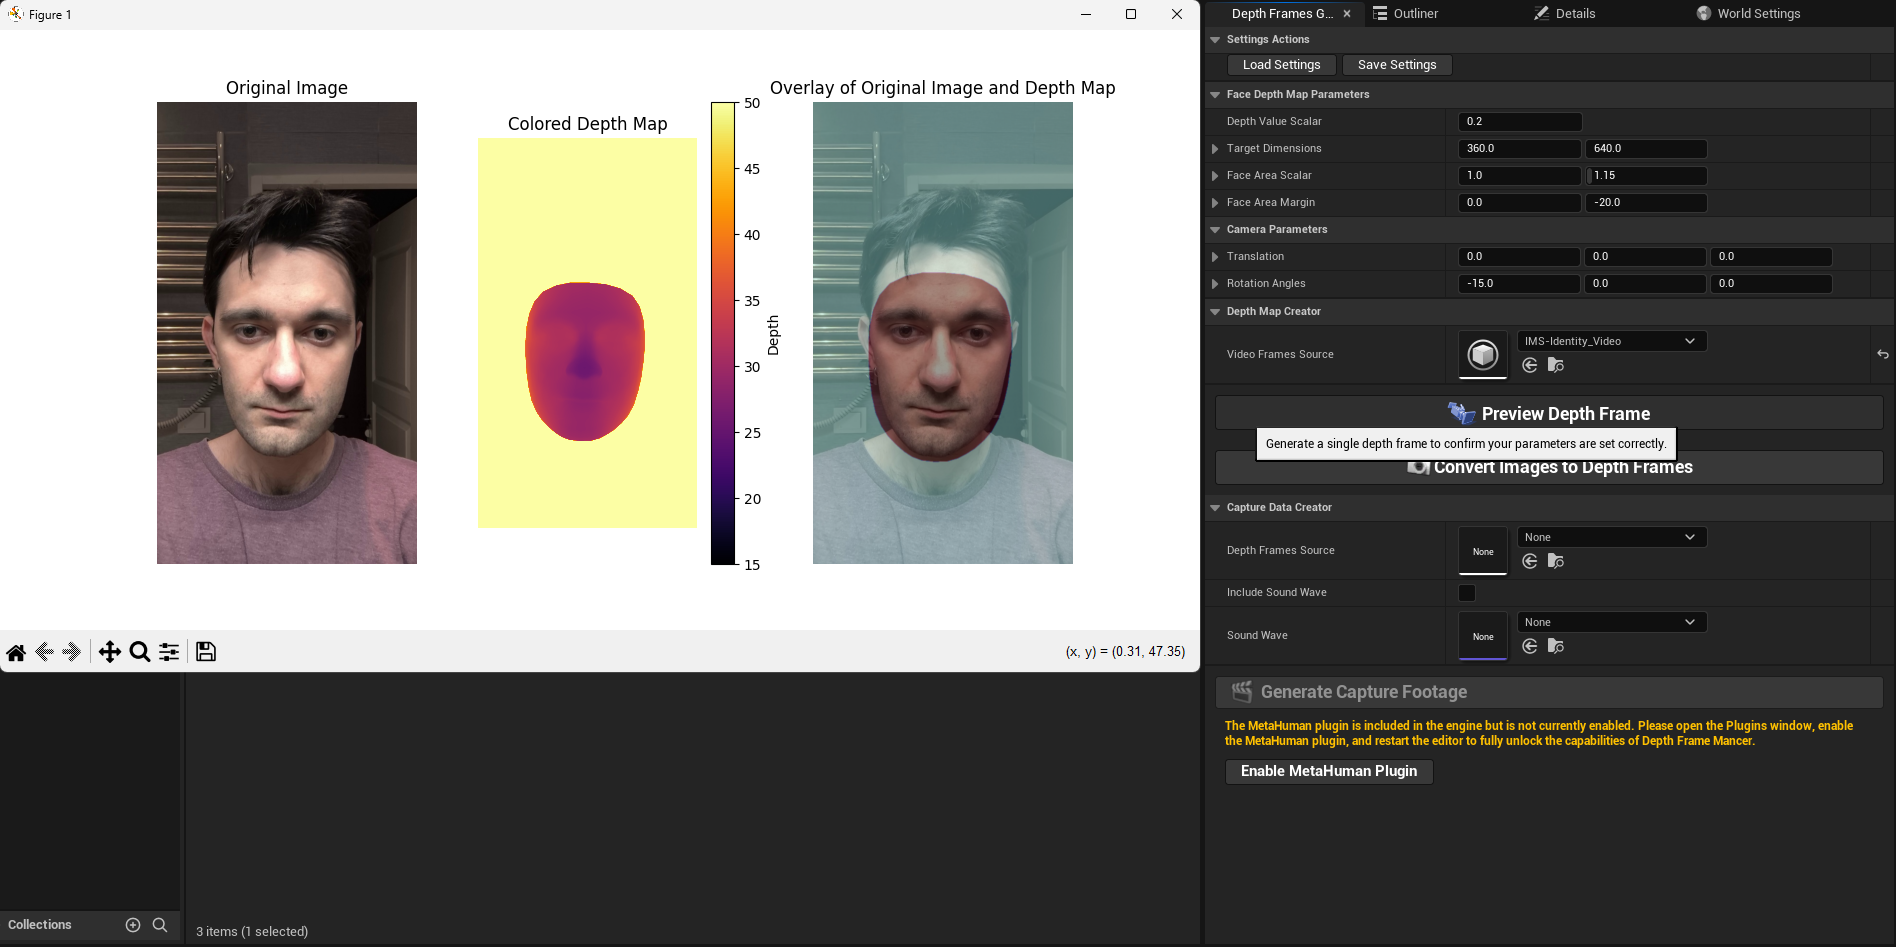 Figure 1
Original Image
Colored Depth Map
Overlay of Original Image and Depth Map
50
45
40
35
30
25
20
15
Depth
(x, y) = (0.31, 47.35)
Collections
3 items (1 selected)
Depth Frames G...
Outliner
Details
World Settings
Settings Actions
Load Settings
Save Settings
Face Depth Map Parameters
Depth Value Scalar 0.2
Target Dimensions 360.0 640.0
Face Area Scalar 1.0 1.15
Face Area Margin 0.0 -20.0
Camera Parameters
Translation 0.0 0.0 0.0
Rotation Angles -15.0 0.0 0.0
Depth Map Creator
Video Frames Source IMS-Identity_Video
Preview Depth Frame
Generate a single depth frame to confirm your parameters are set correctly.
Convert Images to Depth Frames
Capture Data Creator
Depth Frames Source None None
Include Sound Wave
Sound Wave None None
Generate Capture Footage
The MetaHuman plugin is included in the engine but is not currently enabled. Please open the Plugins window, enable
the MetaHuman plugin, and restart the editor to fully unlock the capabilities of Depth Frame Mancer.
Enable MetaHuman Plugin